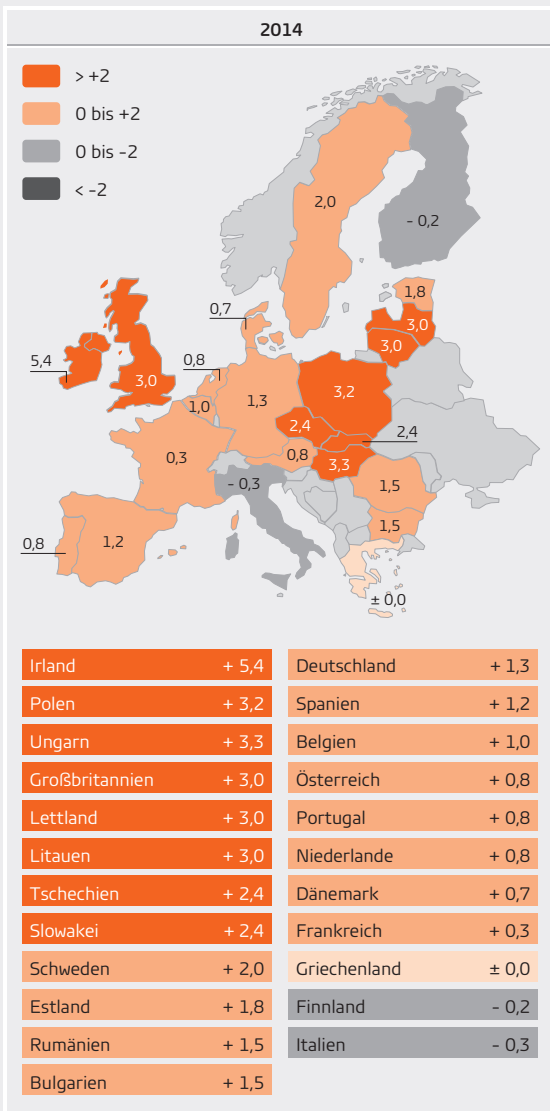 2014
> +2
0 bis +2
0 bis -2
< -2
2,0
- 0,2
0,7
1,8
3,0
3,0
5,4
3,0
0,8
1,0
1,3
3,2
2,4
2,4
0,3
0,8
3,3
- 0,3
1,5
1,5
0,8
1,2
± 0,0
Irland + 5,4
Polen + 3,2
Ungarn + 3,3
Großbritannien + 3,0
Lettland + 3,0
Litauen + 3,0
Tschechien + 2,4
Slowakei + 2,4
Schweden + 2,0
Estland + 1,8
Rumänien + 1,5
Bulgarien + 1,5
Deutschland + 1,3
Spanien + 1,2
Belgien + 1,0
Österreich + 0,8
Portugal + 0,8
Niederlande + 0,8
Dänemark + 0,7
Frankreich + 0,3
Griechenland ± 0,0
Finnland - 0,2
Italien - 0,3